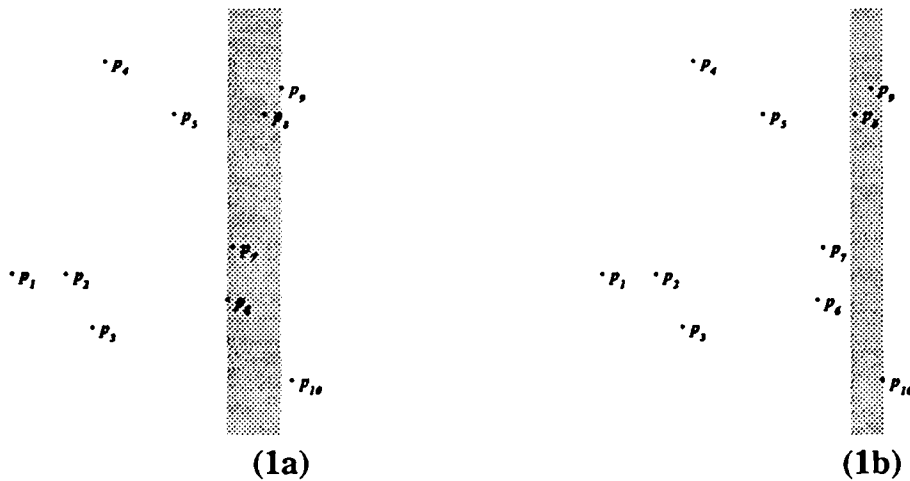 p₄
p₉
p₅
p₈
p₇
p₁
p₂
p₆
p₃
p₁₀
(1a)
p₄
p₉
p₅
p₈
p₇
p₁
p₂
p₆
p₃
p₁₀
(1b)